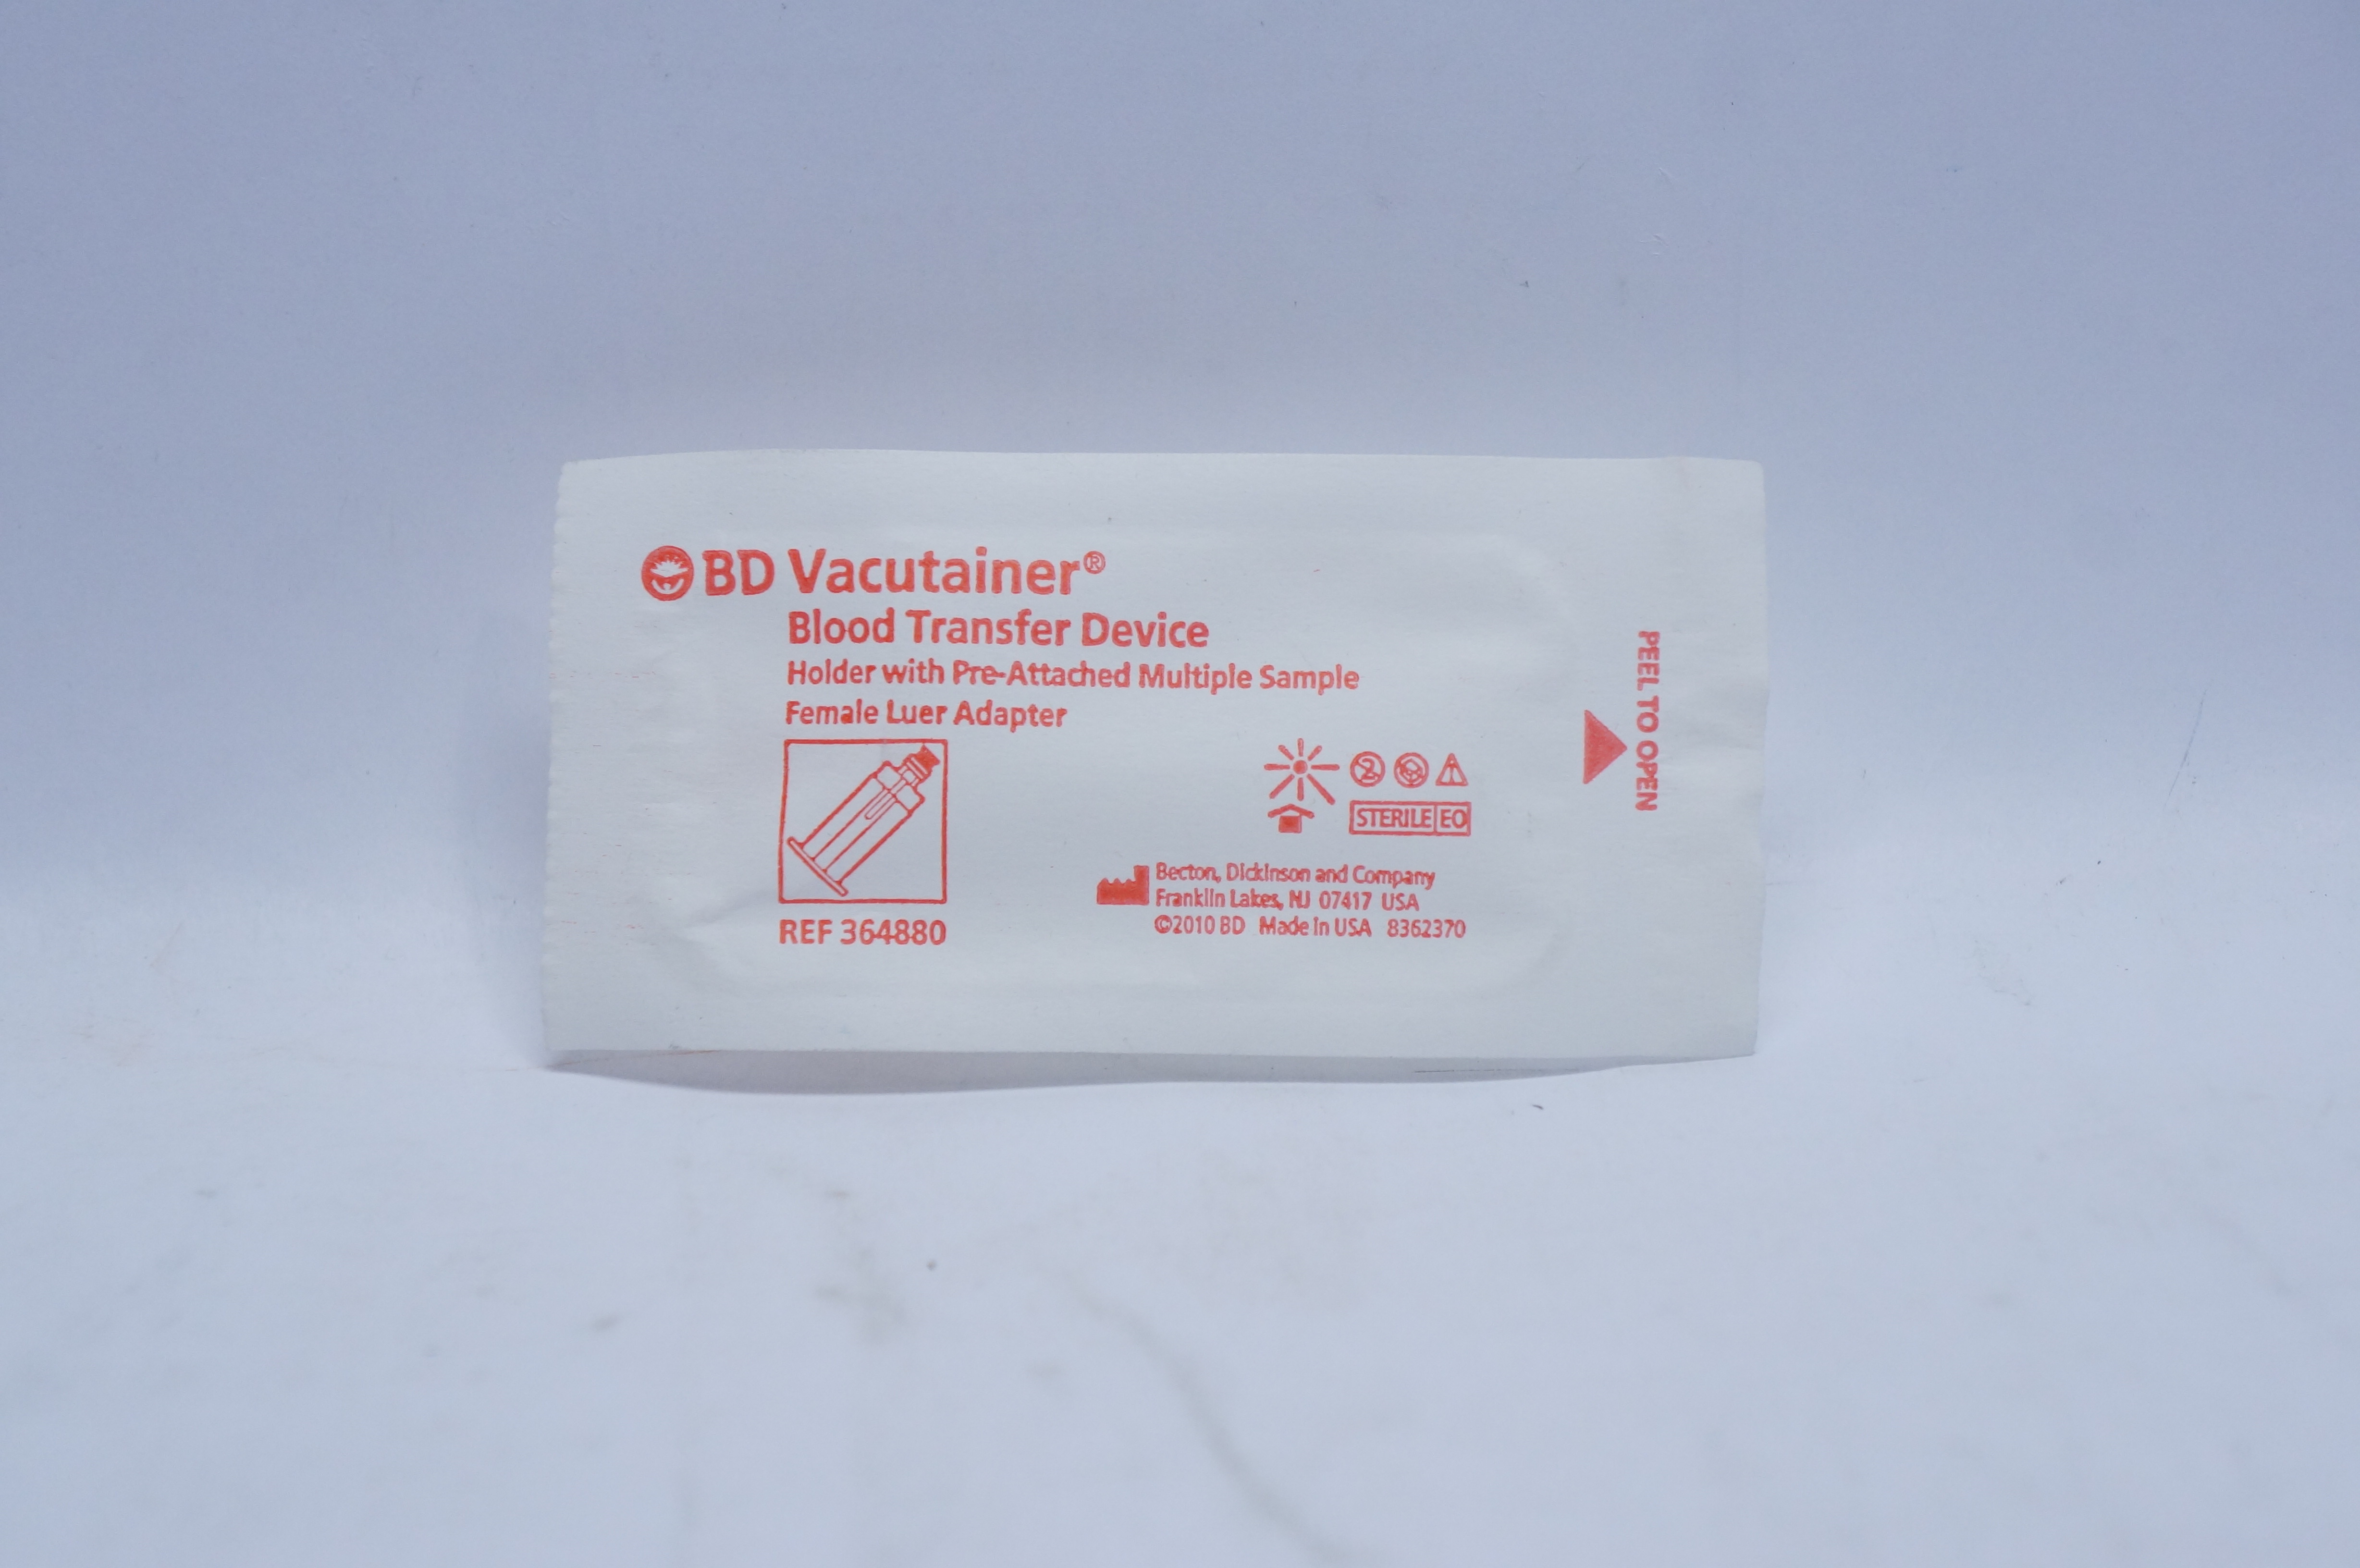 BD Vacutainer®
Blood Transfer Device
Holder with Pre-Attached Multiple Sample
Female Luer Adapter
REF 364880
2
STERILE EO
Becton, Dickinson and Company
Franklin Lakes, NJ 07417 USA
©2010 BD Made in USA 8362370
PEEL TO OPEN